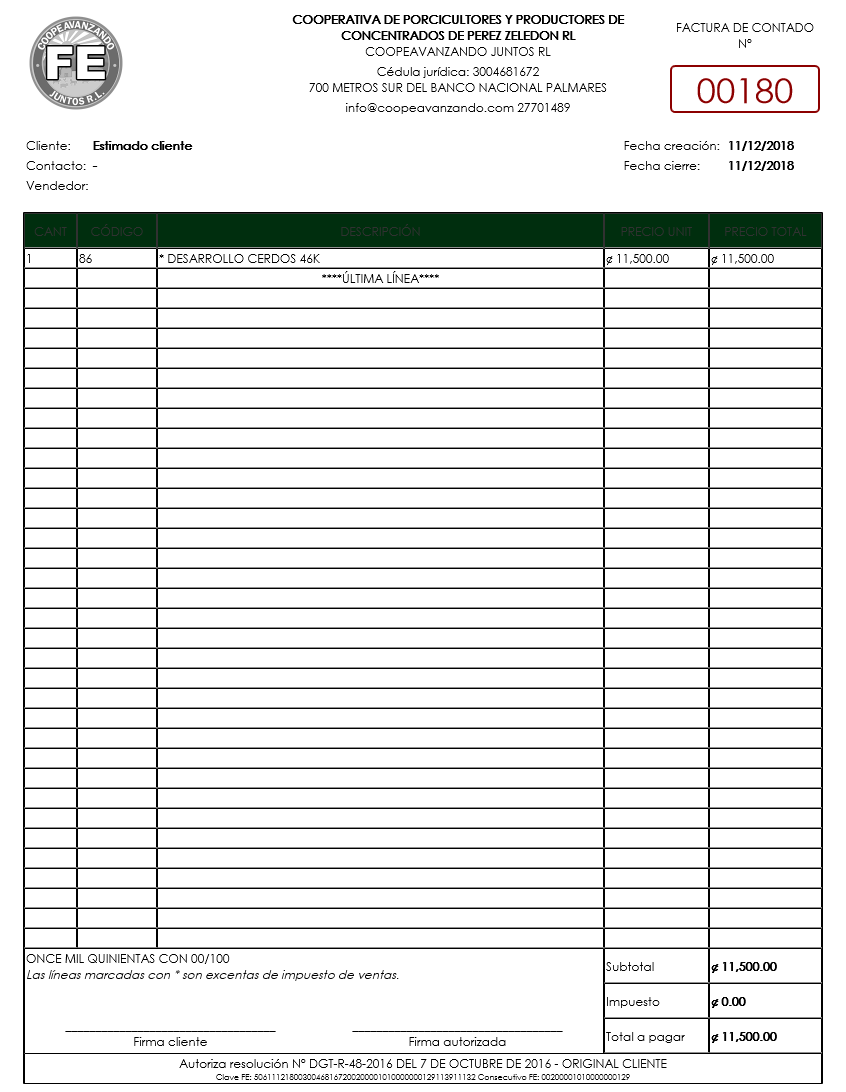 COOPEAVANZANDO
FE
JUNTOS R.L.
COOPERATIVA DE PORCICULTORES Y PRODUCTORES DE
CONCENTRADOS DE PEREZ ZELEDON RL
COOPEAVANZANDO JUNTOS RL
Cédula jurídica: 3004681672
700 METROS SUR DEL BANCO NACIONAL PALMARES
info@coopeavanzando.com 27701489
FACTURA DE CONTADO
N°
00180
Cliente: Estimado cliente
Contacto: -
Vendedor:
Fecha creación: 11/12/2018
Fecha cierre: 11/12/2018
CANT CÓDIGO DESCRIPCIÓN PRECIO UNIT PRECIO TOTAL
1 86 * DESARROLLO CERDOS 46K ¢ 11,500.00 ¢ 11,500.00
****ÚLTIMA LÍNEA****
ONCE MIL QUINIENTAS CON 00/100
Las líneas marcadas con * son excentas de impuesto de ventas.
Subtotal ¢ 11,500.00
Impuesto ¢ 0.00
Total a pagar ¢ 11,500.00
Firma cliente Firma autorizada
Autoriza resolución N° DGT-R-48-2016 DEL 7 DE OCTUBRE DE 2016 - ORIGINAL CLIENTE
Clave FE: 50611121800300468167200200001010000000129113911132 Consecutivo FE: 00200001010000000129